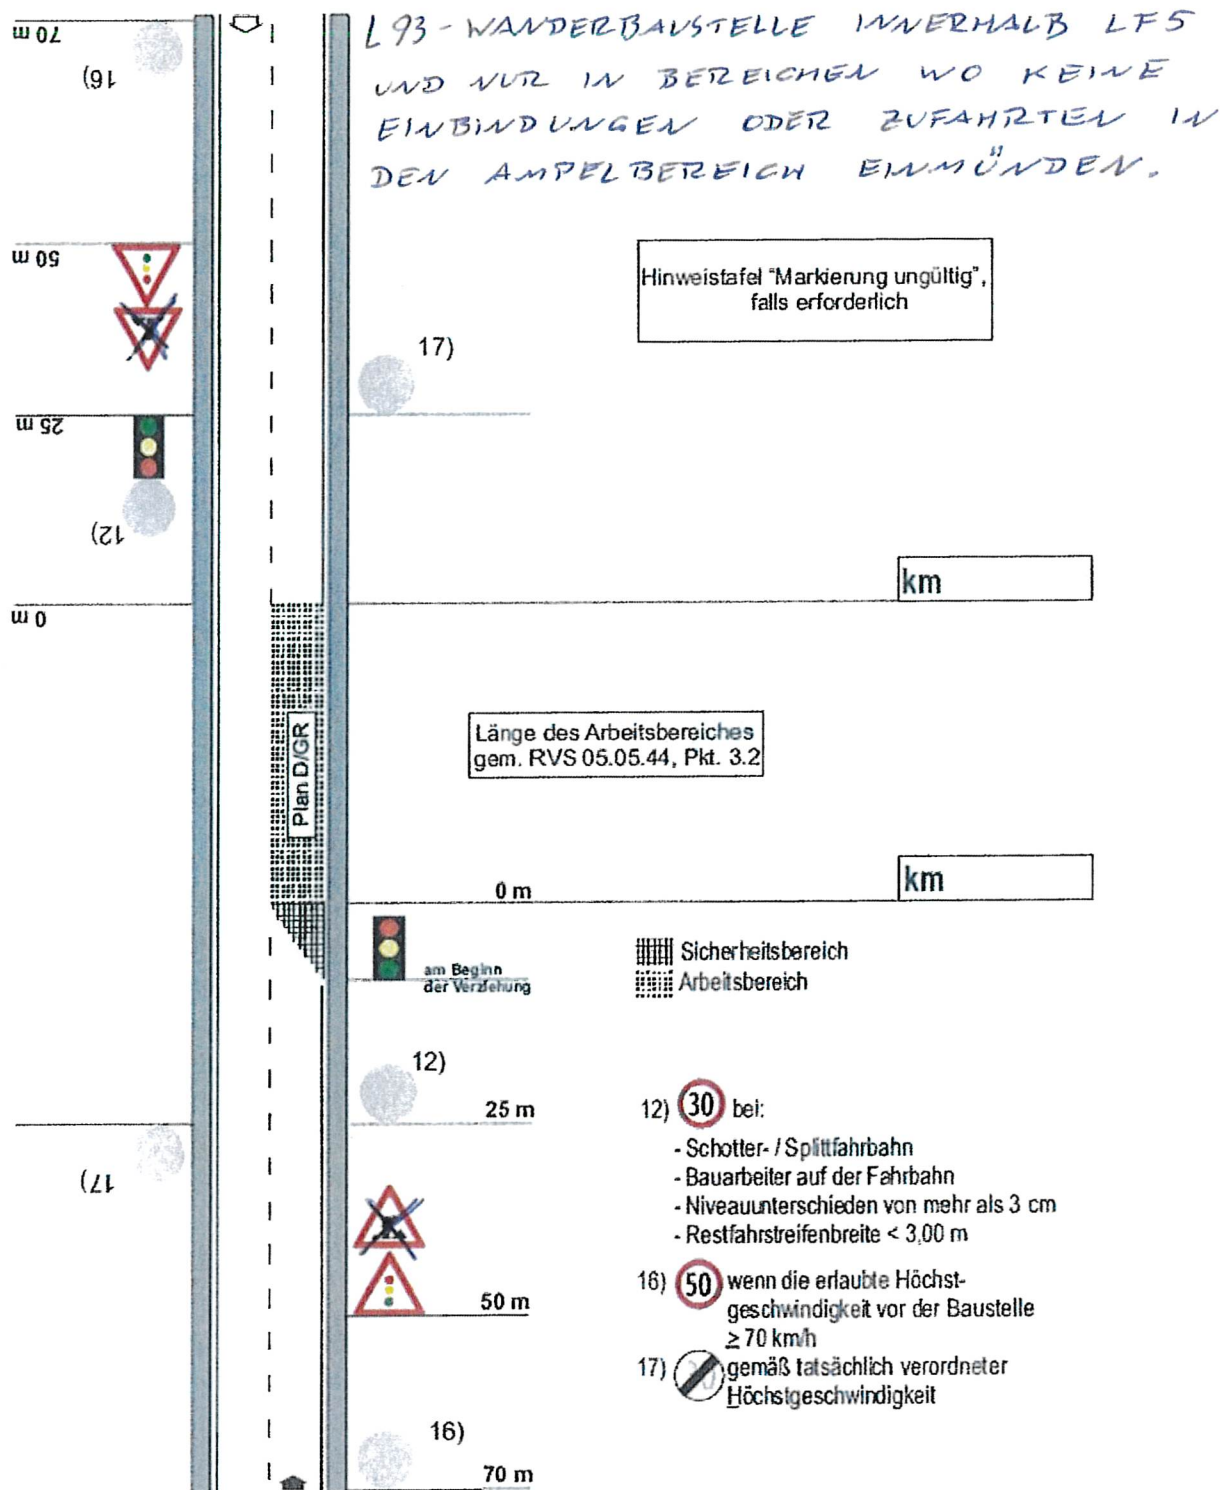 L93 - WANDERBAUSTELLE INNERHALB LF5
UND NUR IN BEREICHEN WO KEINE
EINBINDUNGEN ODER ZUFAHRTEN IN
DEN AMPELBEREICH EINMÜNDEN.
70 m
16)
50 m
Hinweistafel "Markierung ungültig",
falls erforderlich
17)
25 m
12)
km
0 m
Plan D/GR
Länge des Arbeitsbereiches
gem. RVS 05.05.44, Pkt. 3.2
0 m
km
am Beginn
der Verziehung
Sicherheitsbereich
Arbeitsbereich
12)
25 m
17)
12) 30 bei:
- Schotter- / Splittfahrbahn
- Bauarbeiter auf der Fahrbahn
- Niveauunterschieden von mehr als 3 cm
- Restfahrstreifenbreite < 3,00 m
50 m
16) 50 wenn die erlaubte Höchst-
geschwindigkeit vor der Baustelle
≥ 70 km/h
17) gemäß tatsächlich verordneter
Höchstgeschwindigkeit
16)
70 m